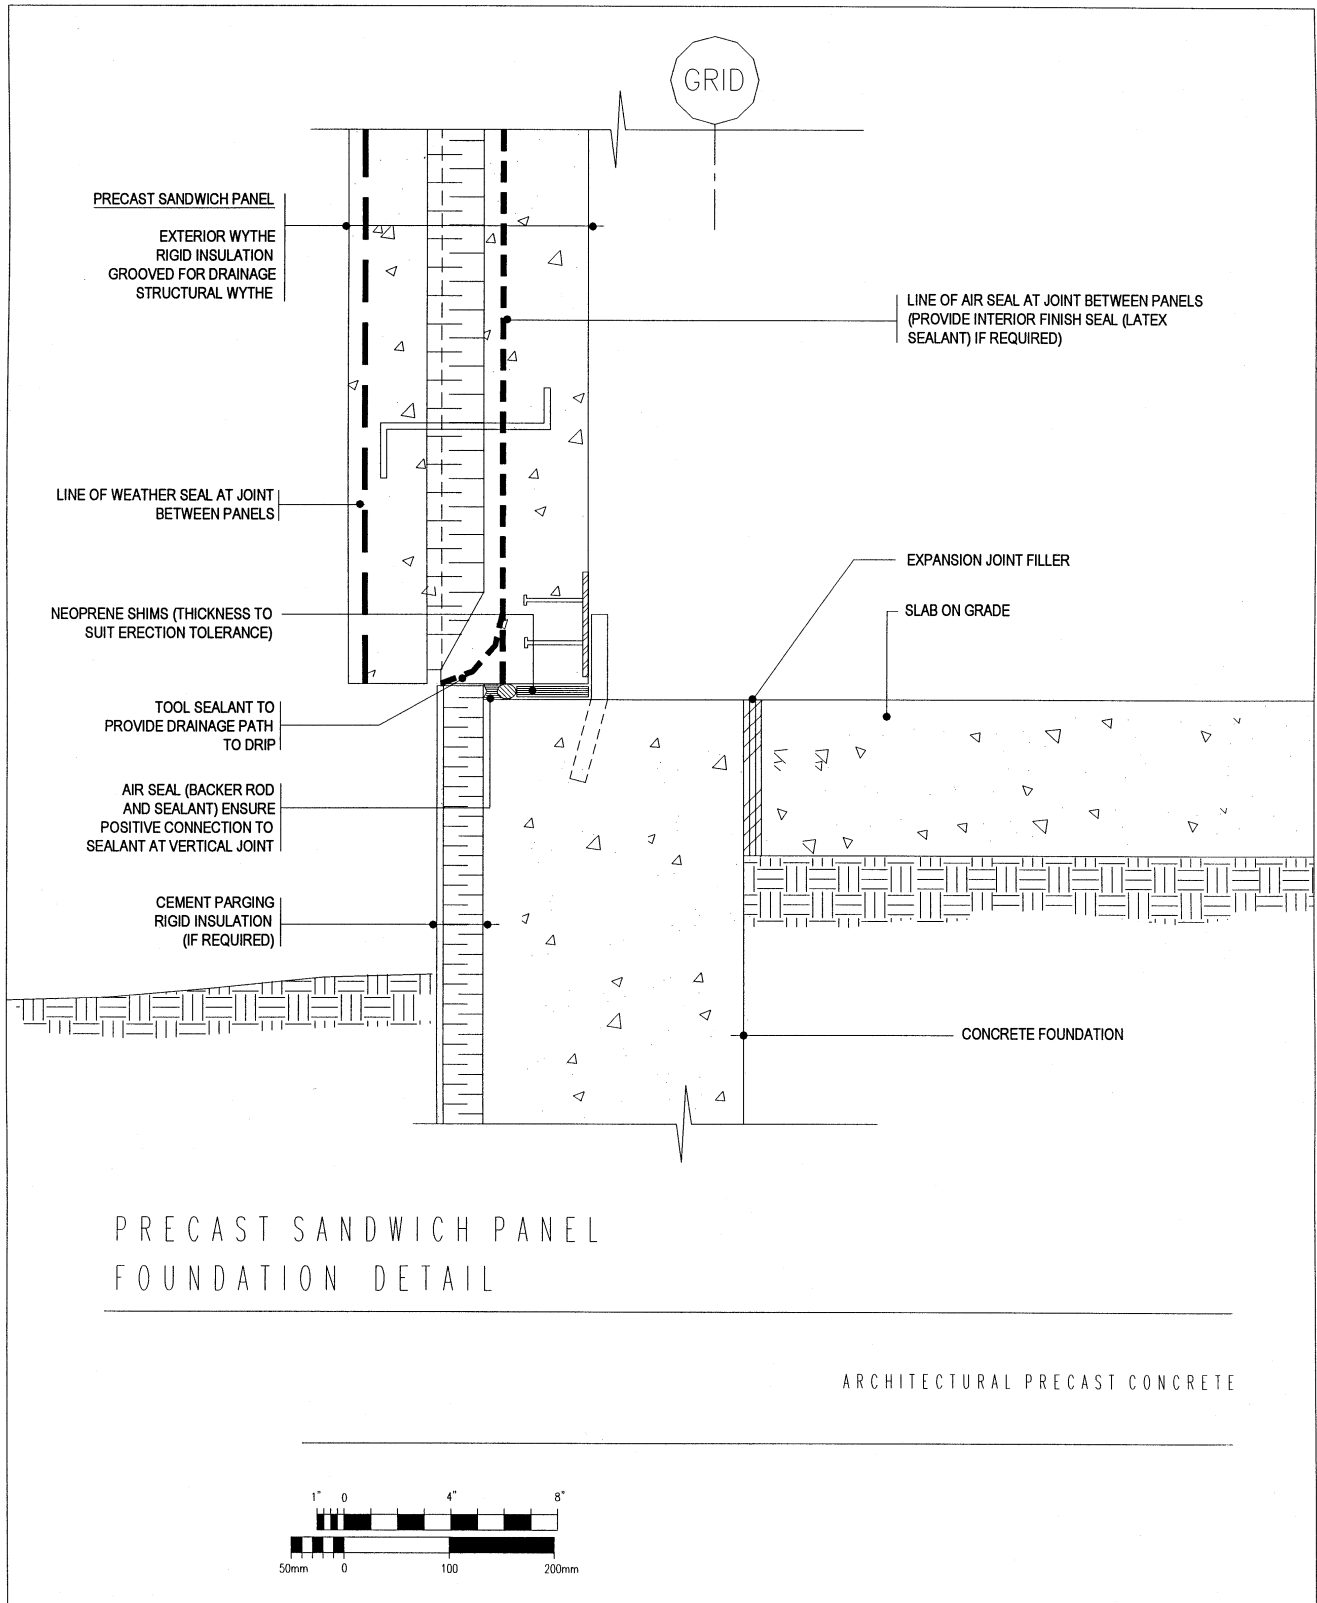 GRID
PRECAST SANDWICH PANEL
EXTERIOR WYTHE
RIGID INSULATION
GROOVED FOR DRAINAGE
STRUCTURAL WYTHE
LINE OF AIR SEAL AT JOINT BETWEEN PANELS
(PROVIDE INTERIOR FINISH SEAL (LATEX
SEALANT) IF REQUIRED)
LINE OF WEATHER SEAL AT JOINT
BETWEEN PANELS
EXPANSION JOINT FILLER
SLAB ON GRADE
NEOPRENE SHIMS (THICKNESS TO
SUIT ERECTION TOLERANCE)
TOOL SEALANT TO
PROVIDE DRAINAGE PATH
TO DRIP
AIR SEAL (BACKER ROD
AND SEALANT) ENSURE
POSITIVE CONNECTION TO
SEALANT AT VERTICAL JOINT
CEMENT PARGING
RIGID INSULATION
(IF REQUIRED)
CONCRETE FOUNDATION
PRECAST SANDWICH PANEL
FOUNDATION DETAIL
ARCHITECTURAL PRECAST CONCRETE
1" 0 4" 8"
50mm 0 100 200mm